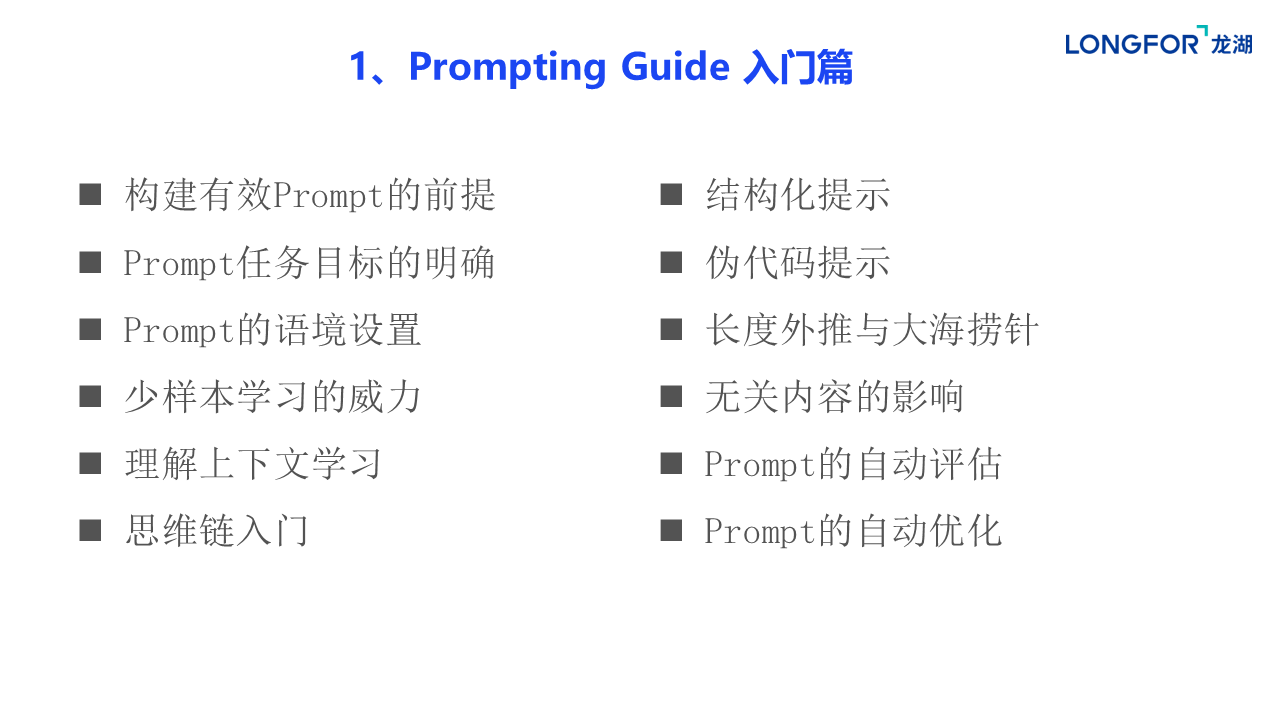 1、Prompting Guide 入门篇
LONGFOR 龙湖
构建有效Prompt的前提
Prompt任务目标的明确
Prompt的语境设置
少样本学习的威力
理解上下文学习
思维链入门
结构化提示
伪代码提示
长度外推与大海捞针
无关内容的影响
Prompt的自动评估
Prompt的自动优化